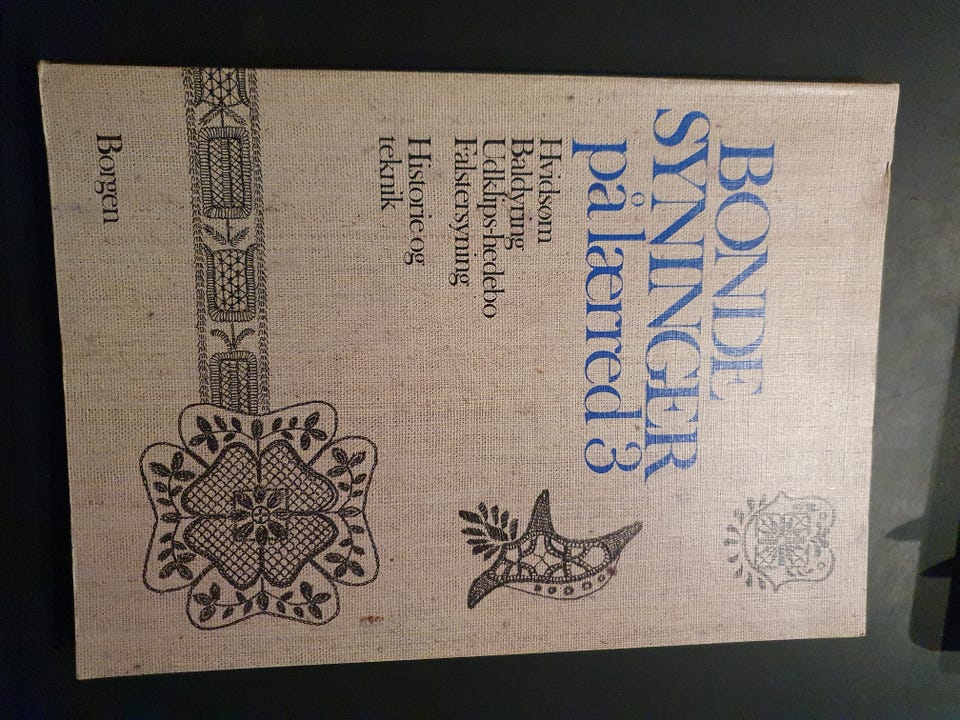 BONDE
SYNINGER
på lærred 3
Hvidsøm
Baldyring
Udklips-hedebo
Falstersyning
Historie og
teknik
Borgen